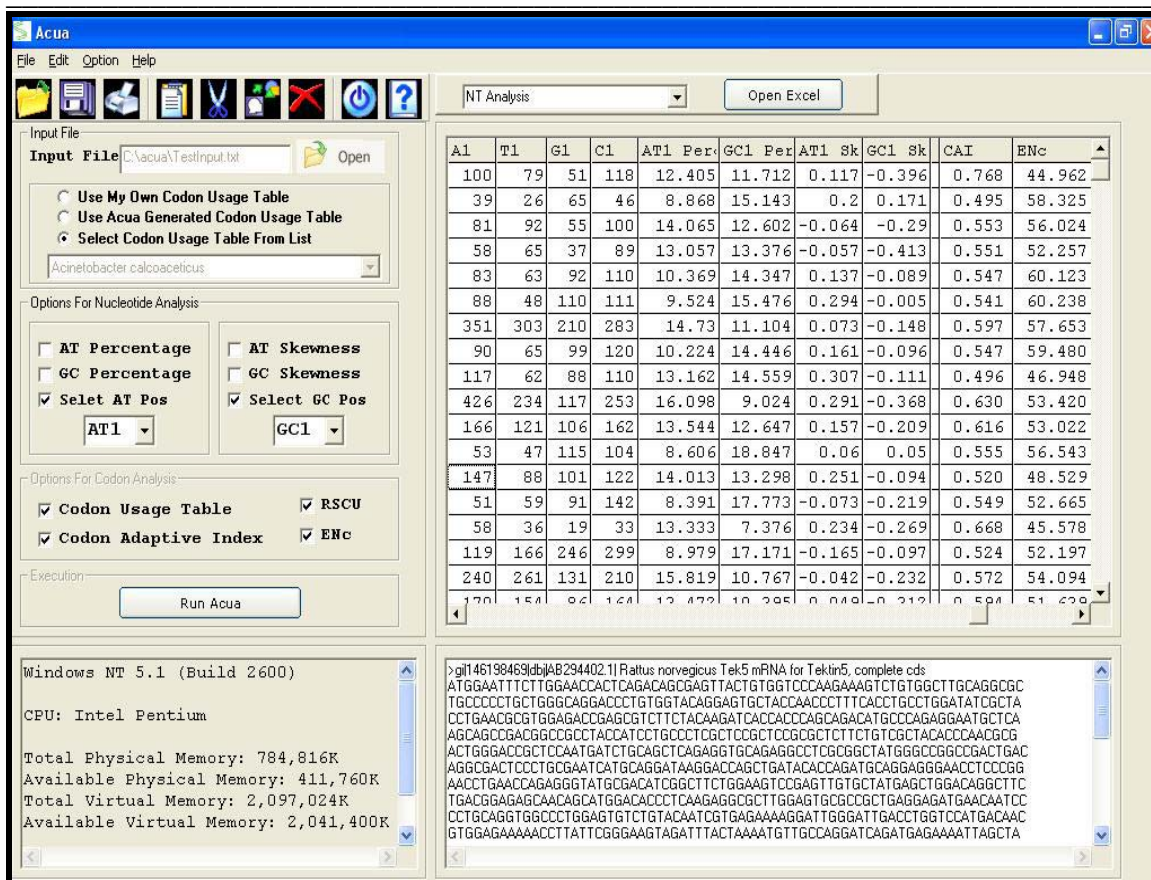 Acua
File Edit Option Help
NT Analysis
Open Excel
Input File
Input File C:\acua\TestInput.txt Open
Use My Own Codon Usage Table
Use Acua Generated Codon Usage Table
Select Codon Usage Table From List
Acinetobacter calcoaceticus
Options For Nucleotide Analysis
AT Percentage AT Skewness
GC Percentage GC Skewness
Selet AT Pos Select GC Pos
AT1 GC1
Options For Codon Analysis
Codon Usage Table RSCU
Codon Adaptive Index ENc
Execution
Run Acua
A1 T1 G1 C1 AT1 Per GC1 Per AT1 Sk GC1 Sk CAI ENc
100 79 51 118 12.405 11.712 0.117 -0.396 0.768 44.962
39 26 65 46 8.868 15.143 0.2 0.171 0.495 58.325
81 92 55 100 14.065 12.602 -0.064 -0.29 0.553 56.024
58 65 37 89 13.057 13.376 -0.057 -0.413 0.551 52.257
83 63 92 110 10.369 14.347 0.137 -0.089 0.547 60.123
88 48 110 111 9.524 15.476 0.294 -0.005 0.541 60.238
351 303 210 283 14.73 11.104 0.073 -0.148 0.597 57.653
90 65 99 120 10.224 14.446 0.161 -0.096 0.547 59.480
117 62 88 110 13.162 14.559 0.307 -0.111 0.496 46.948
426 234 117 253 16.098 9.024 0.291 -0.368 0.630 53.420
166 121 106 162 13.544 12.647 0.157 -0.209 0.616 53.022
53 47 115 104 8.606 18.847 0.06 0.05 0.555 56.543
147 88 101 122 14.013 13.298 0.251 -0.094 0.520 48.529
51 59 91 142 8.391 17.773 -0.073 -0.219 0.549 52.665
58 36 19 33 13.333 7.376 0.234 -0.269 0.668 45.578
119 166 246 299 8.979 17.171 -0.165 -0.097 0.524 52.197
240 261 131 210 15.819 10.767 -0.042 -0.232 0.572 54.094
Windows NT 5.1 (Build 2600)
CPU: Intel Pentium
Total Physical Memory: 784,816K
Available Physical Memory: 411,760K
Total Virtual Memory: 2,097,024K
Available Virtual Memory: 2,041,400K
>gi|146198469|dbj|AB294402.1| Rattus norvegicus Tek5 mRNA for Tektin5, complete cds
ATGGAATTTCTTGGAACCACTCAGACAGCGAGTTACTGTGGTCCCAAGAAAGTCTGTGGCTTGCAGGCGC
TGCCCCCTGCTGGGCAGGACCCTGTGGTACAGGAGTGCTACCAACCCTTTCACCTGCCTGGATATCGCTA
CCTGAACGCGTGGAGACCGAGCGTCTTCTACAAGATCACCACCCAGCAGACATGCCCAGAGGAATGCTCA
AGCAGCCGACGGCCGCCTACCATCCTGCCCTCGCTCCGCTCCGCGCTCTTCTGTCGCTACACCCAACGCG
ACTGGGACCGCTCCAATGATCTGCAGCTCAGAGGTGCAGAGGCCTCGCGGCTATGGGCCGGCCGACTGAC
AGGCGACTCCCTGCGAATCATGCAGGATAAGGACCAGCTGATACACCAGATGCAGGAGGGAACCTCCCGG
AACCTGAACCAGAGGGTATGCGACATCGGCTTCTGGAAGTCCGAGTTGTGCTATGAGCTGGACAGGCTTC
TGACGGAGAGCAACAGCATGGACACCCTCAAGAGGCGCTTGGAGTGCGCCGCTGAGGAGATGAACAATCC
CCTGCAGGTGGCCCTGGAGTGTCTGTACAATCGTGAGAAAAGGATTGGGATTGACCTGGTCCATGACAAC
GTGGAGAAAAACCTTATTCGGGAAGTAGATTTACTAAAATGTTGCCAGGATCAGATGAGAAAATTAGCTA